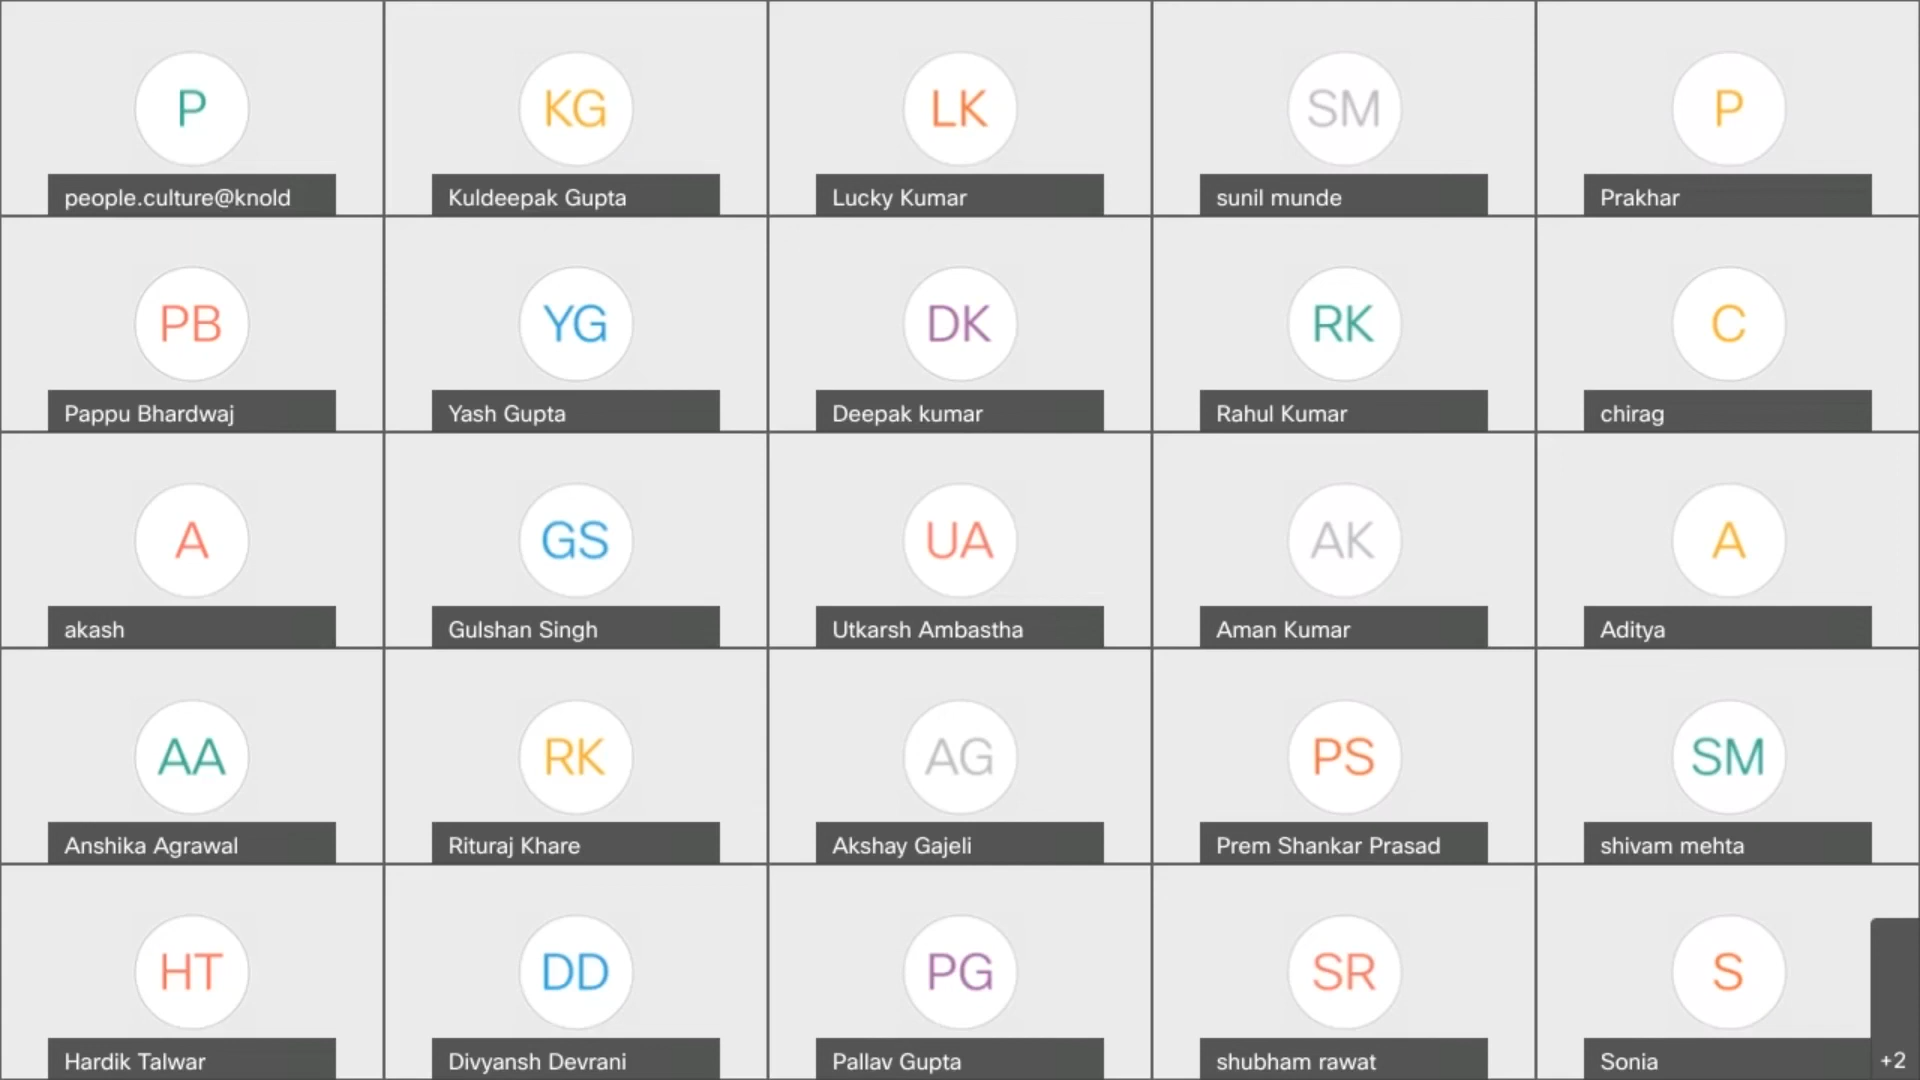 P
people.culture@knold
KG
Kuldeepak Gupta
LK
Lucky Kumar
SM
sunil munde
P
Prakhar
PB
Pappu Bhardwaj
YG
Yash Gupta
DK
Deepak kumar
RK
Rahul Kumar
C
chirag
A
akash
GS
Gulshan Singh
UA
Utkarsh Ambastha
AK
Aman Kumar
A
Aditya
AA
Anshika Agrawal
RK
Rituraj Khare
AG
Akshay Gajeli
PS
Prem Shankar Prasad
SM
shivam mehta
HT
Hardik Talwar
DD
Divyansh Devrani
PG
Pallav Gupta
SR
shubham rawat
S
Sonia
+2